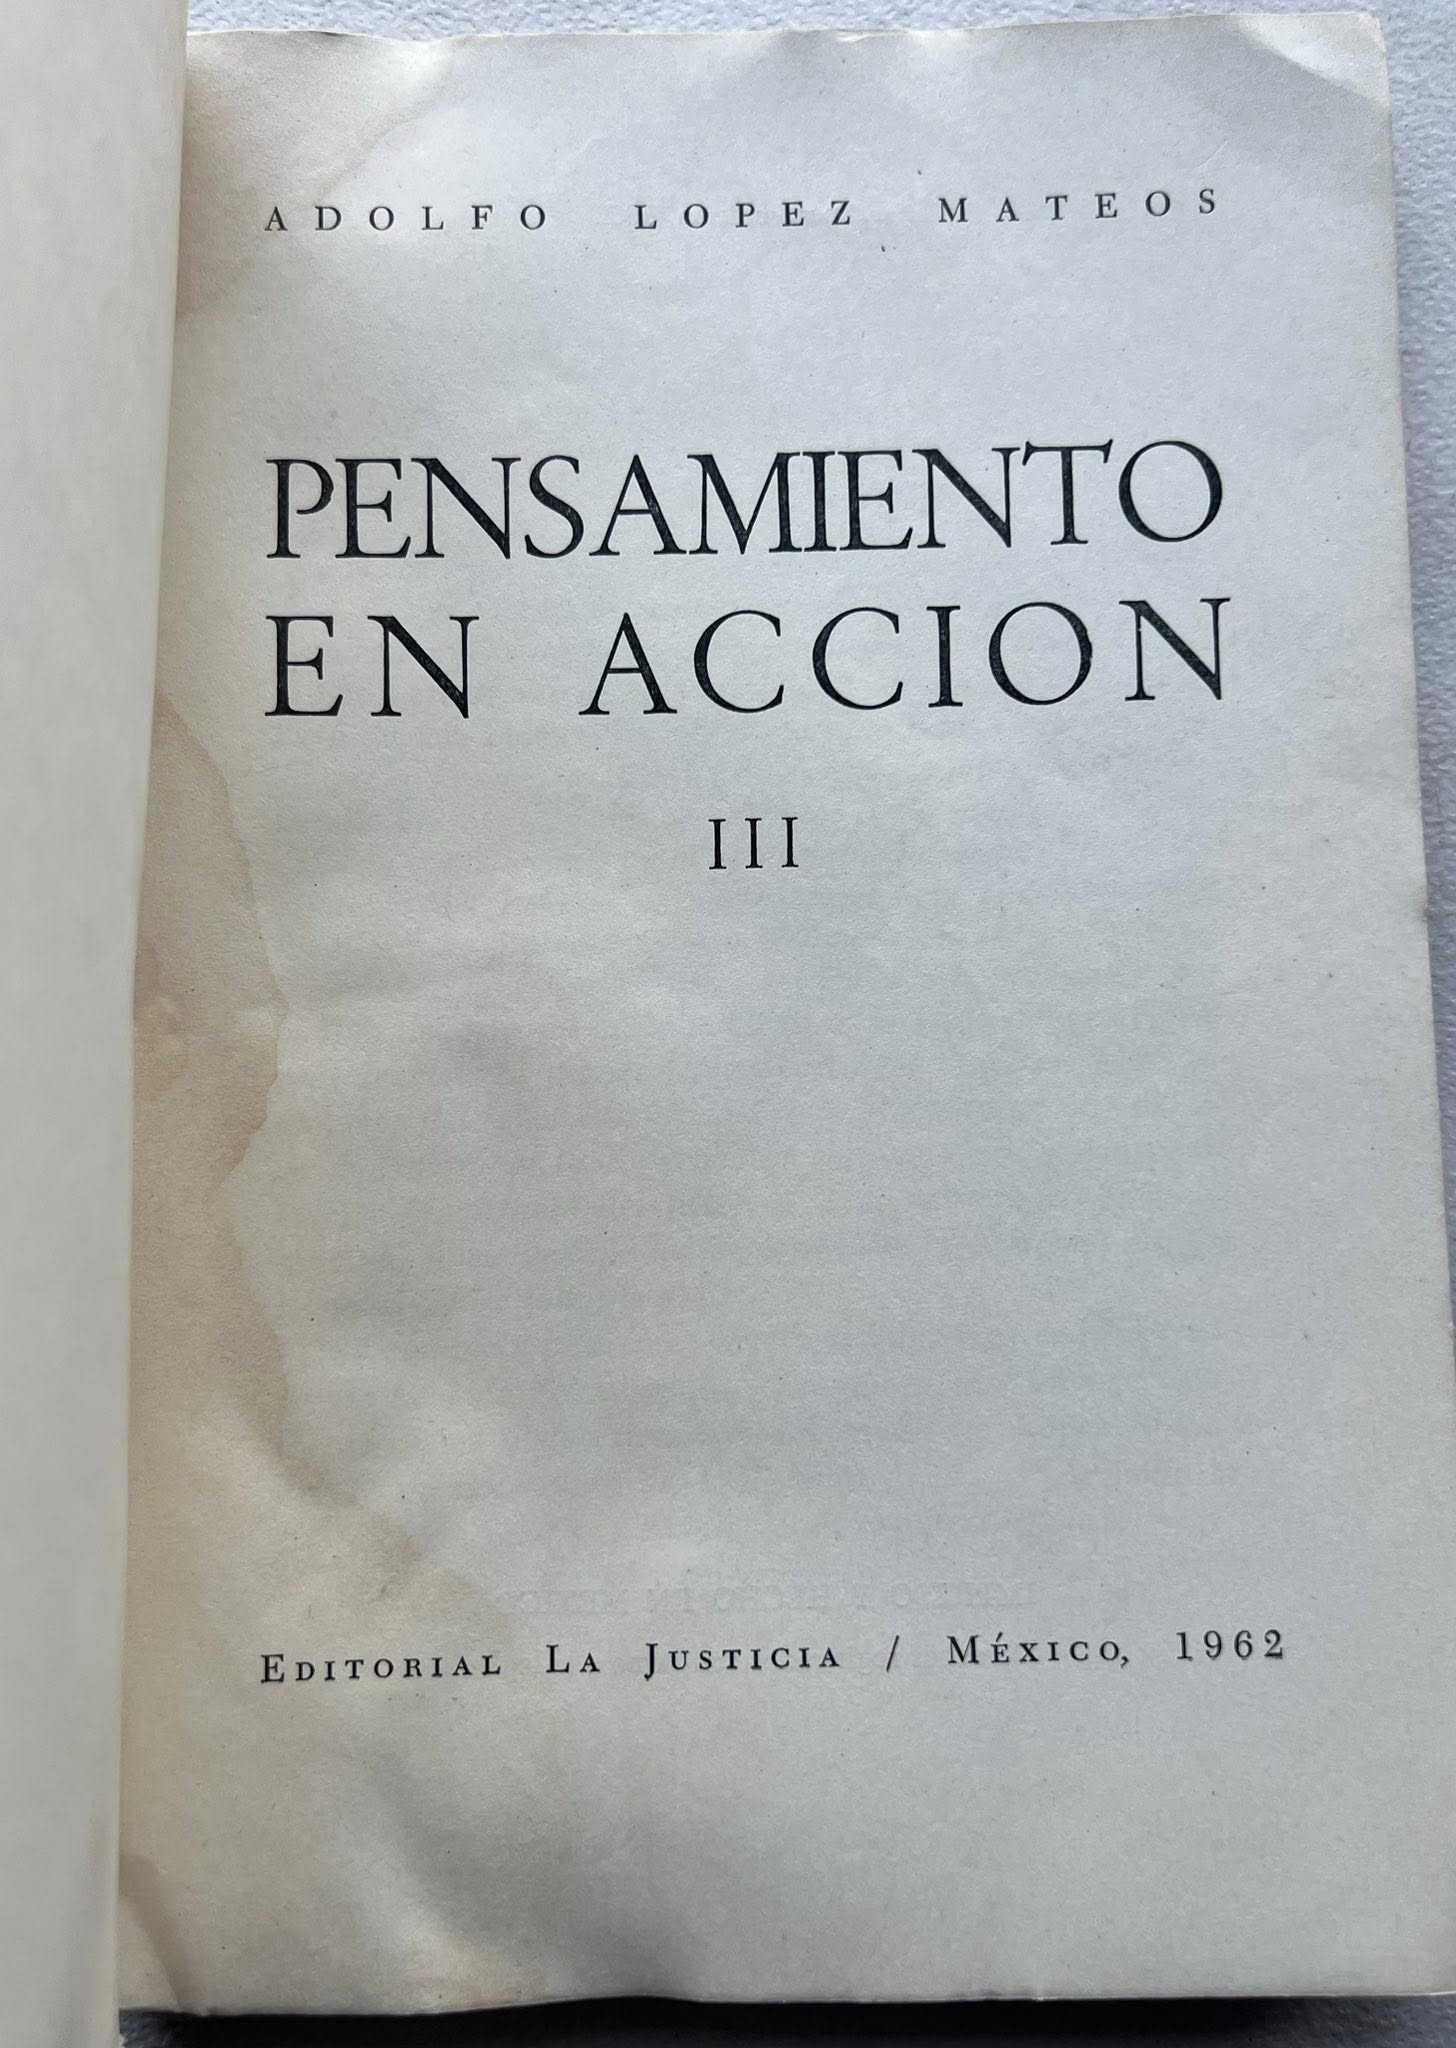 ADOLFO LOPEZ MATEOS
PENSAMIENTO
EN ACCION
III
EDITORIAL LA JUSTICIA / MÉXICO, 1962